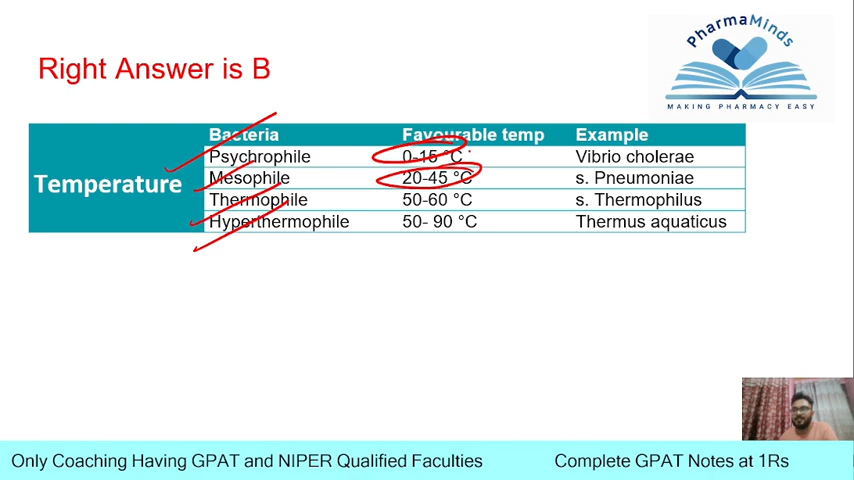 PharmaMinds
MAKING PHARMACY EASY
Right Answer is B
Bacteria Favourable temp Example
Psychrophile 0-15 °C Vibrio cholerae
Temperature
Mesophile 20-45 °C s. Pneumoniae
Thermophile 50-60 °C s. Thermophilus
Hyperthermophile 50- 90 °C Thermus aquaticus
Only Coaching Having GPAT and NIPER Qualified Faculties Complete GPAT Notes at 1Rs